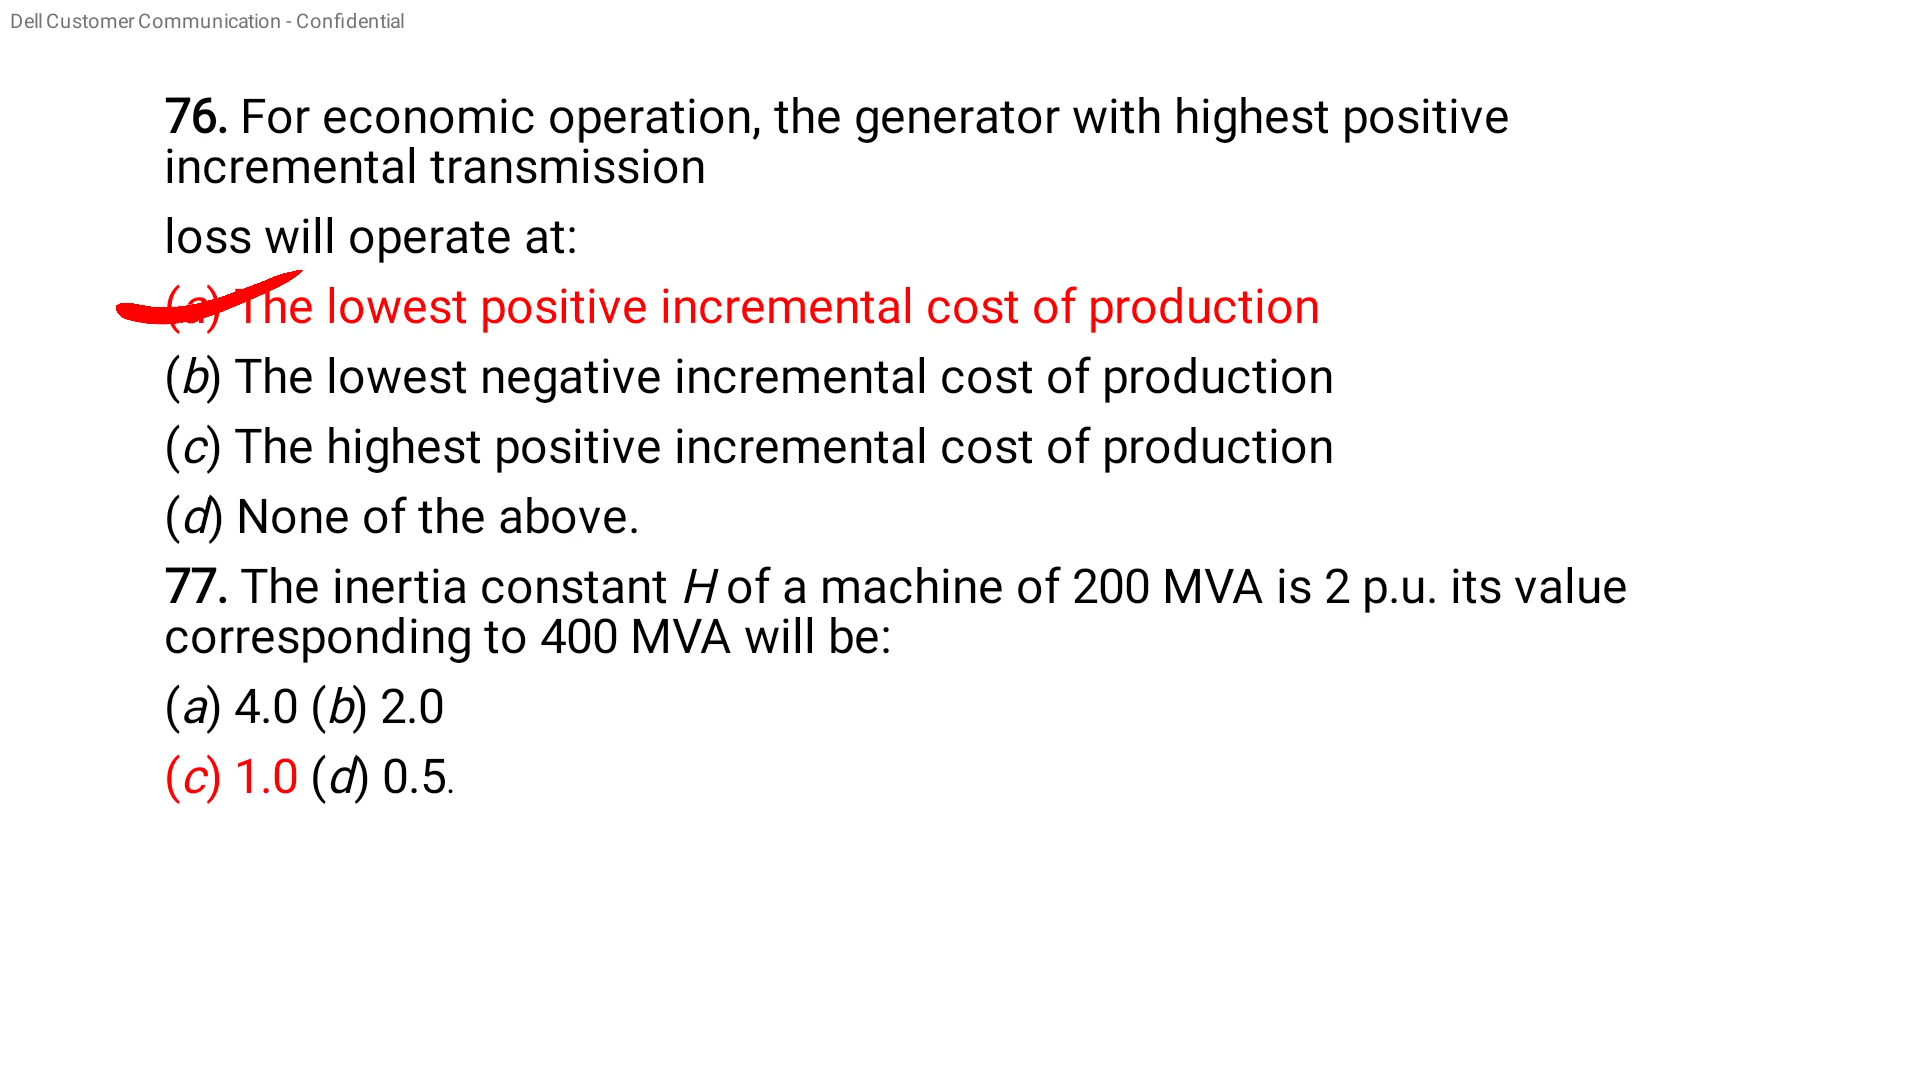 Dell Customer Communication - Confidential
76. For economic operation, the generator with highest positive
incremental transmission
loss will operate at:
(a) The lowest positive incremental cost of production
(b) The lowest negative incremental cost of production
(c) The highest positive incremental cost of production
(d) None of the above.
77. The inertia constant H of a machine of 200 MVA is 2 p.u. its value
corresponding to 400 MVA will be:
(a) 4.0 (b) 2.0
(c) 1.0 (d) 0.5.